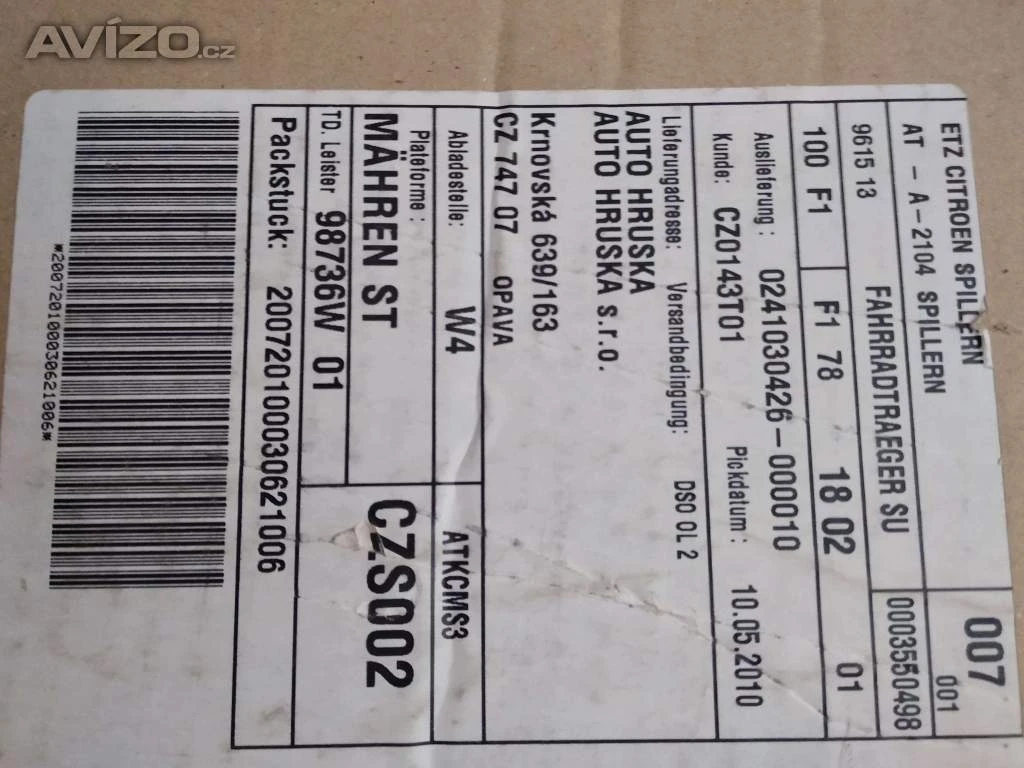 AVÍZO.cz
ETZ CITROEN SPILLERN 007
AT - A-2104 SPILLERN 001
9615 13 FAHRRADTRAEGER SU 0003550498
100 F1 F1 78 18 02 01
Auslieferung: 0241030426-000010
Kunde: CZ0143T01 Pickdatum: 10.05.2010
Lieferungadresse: Versandbedingung: DSO OL 2
AUTO HRUSKA
AUTO HRUSKA s.r.o.
Krnovská 639/163
CZ 747 07 OPAVA
Abladestelle: W4 ATKCMS3
Plateforme:
MÄHREN ST CZS002
TD. Leister 98736W 01
Packstuck: 20072010003062​1006
*200720100030621006*